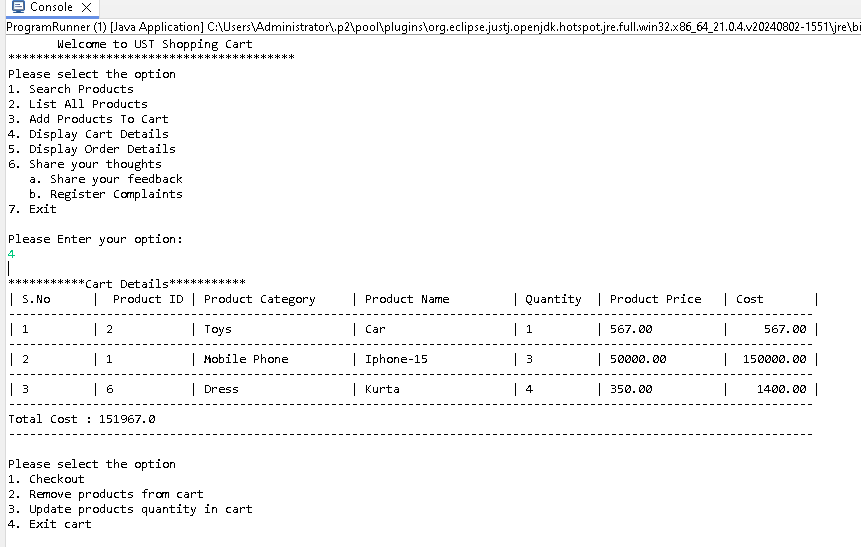 Console
ProgramRunner (1) [Java Application] C:\Users\Administrator\.p2\pool\plugins\org.eclipse.justj.openjdk.hotspot.jre.full.win32.x86_64_21.0.4.v20240802-1551\jre\bi
Welcome to UST Shopping Cart
*****************************************
Please select the option
1. Search Products
2. List All Products
3. Add Products To Cart
4. Display Cart Details
5. Display Order Details
6. Share your thoughts
a. Share your feedback
b. Register Complaints
7. Exit
Please Enter your option:
4
***********Cart Details***********
| S.No | Product ID | Product Category | Product Name | Quantity | Product Price | Cost |
-------------------------------------------------------------------------------------------------------------------
| 1 | 2 | Toys | Car | 1 | 567.00 | 567.00 |
-------------------------------------------------------------------------------------------------------------------
| 2 | 1 | Mobile Phone | Iphone-15 | 3 | 50000.00 | 150000.00 |
-------------------------------------------------------------------------------------------------------------------
| 3 | 6 | Dress | Kurta | 4 | 350.00 | 1400.00 |
-------------------------------------------------------------------------------------------------------------------
Total Cost : 151967.0
-------------------------------------------------------------------------------------------------------------------
Please select the option
1. Checkout
2. Remove products from cart
3. Update products quantity in cart
4. Exit cart